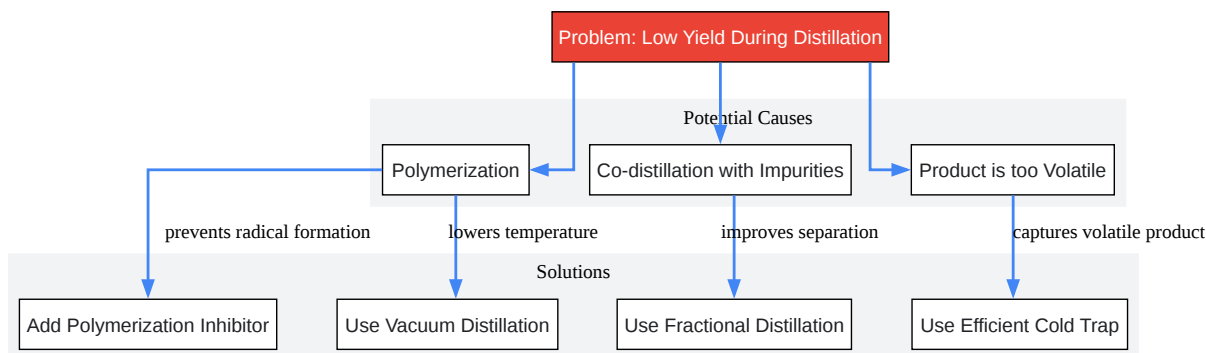 Problem: Low Yield During Distillation
Potential Causes
Polymerization
Co-distillation with Impurities
Product is too Volatile
prevents radical formation
lowers temperature
improves separation
captures volatile product
Solutions
Add Polymerization Inhibitor
Use Vacuum Distillation
Use Fractional Distillation
Use Efficient Cold Trap